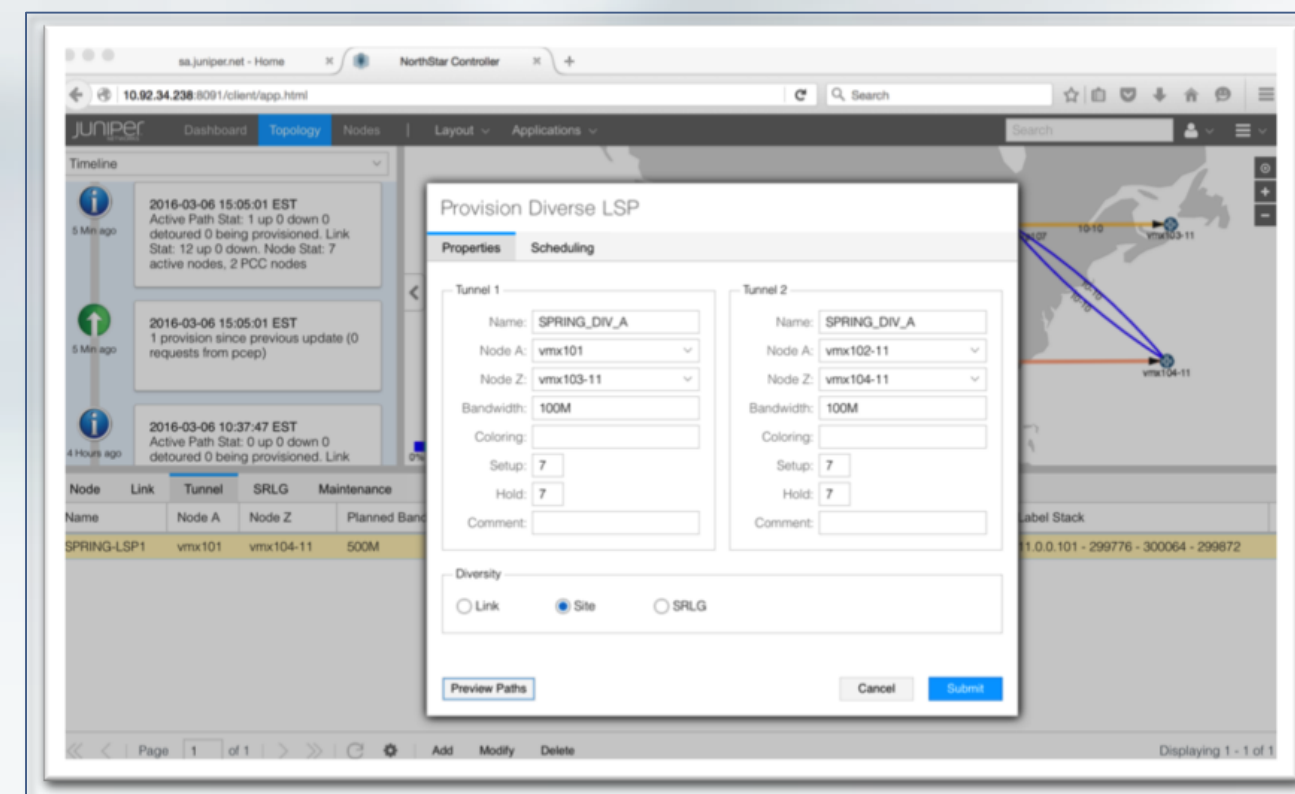 sa.juniper.net - Home
NorthStar Controller
10.92.34.238:8091/client/app.html
Search
JUNIPER
NETWORKS
Dashboard Topology Nodes | Layout Applications
Search
Timeline
5 Min ago
2016-03-06 15:05:01 EST
Active Path Stat: 1 up 0 down 0
detoured 0 being provisioned. Link
Stat: 12 up 0 down. Node Stat: 7
active nodes, 2 PCC nodes
5 Min ago
2016-03-06 15:05:01 EST
1 provision since previous update (0
requests from pcep)
4 Hours ago
2016-03-06 10:37:47 EST
Active Path Stat: 0 up 0 down 0
detoured 0 being provisioned. Link
0%
10-10
vmx103-11
10-10
10-10
vmx104-11
Provision Diverse LSP
Properties Scheduling
Tunnel 1
Name: SPRING_DIV_A
Node A: vmx101
Node Z: vmx103-11
Bandwidth: 100M
Coloring:
Setup: 7
Hold: 7
Comment:
Tunnel 2
Name: SPRING_DIV_A
Node A: vmx102-11
Node Z: vmx104-11
Bandwidth: 100M
Coloring:
Setup: 7
Hold: 7
Comment:
Diversity
Link Site SRLG
Preview Paths Cancel Submit
Node Link Tunnel SRLG Maintenance
Name Node A Node Z Planned Band Label Stack
SPRING-LSP1 vmx101 vmx104-11 500M 11.0.0.101 - 299776 - 300064 - 299872
Page 1 of 1 Add Modify Delete Displaying 1 - 1 of 1